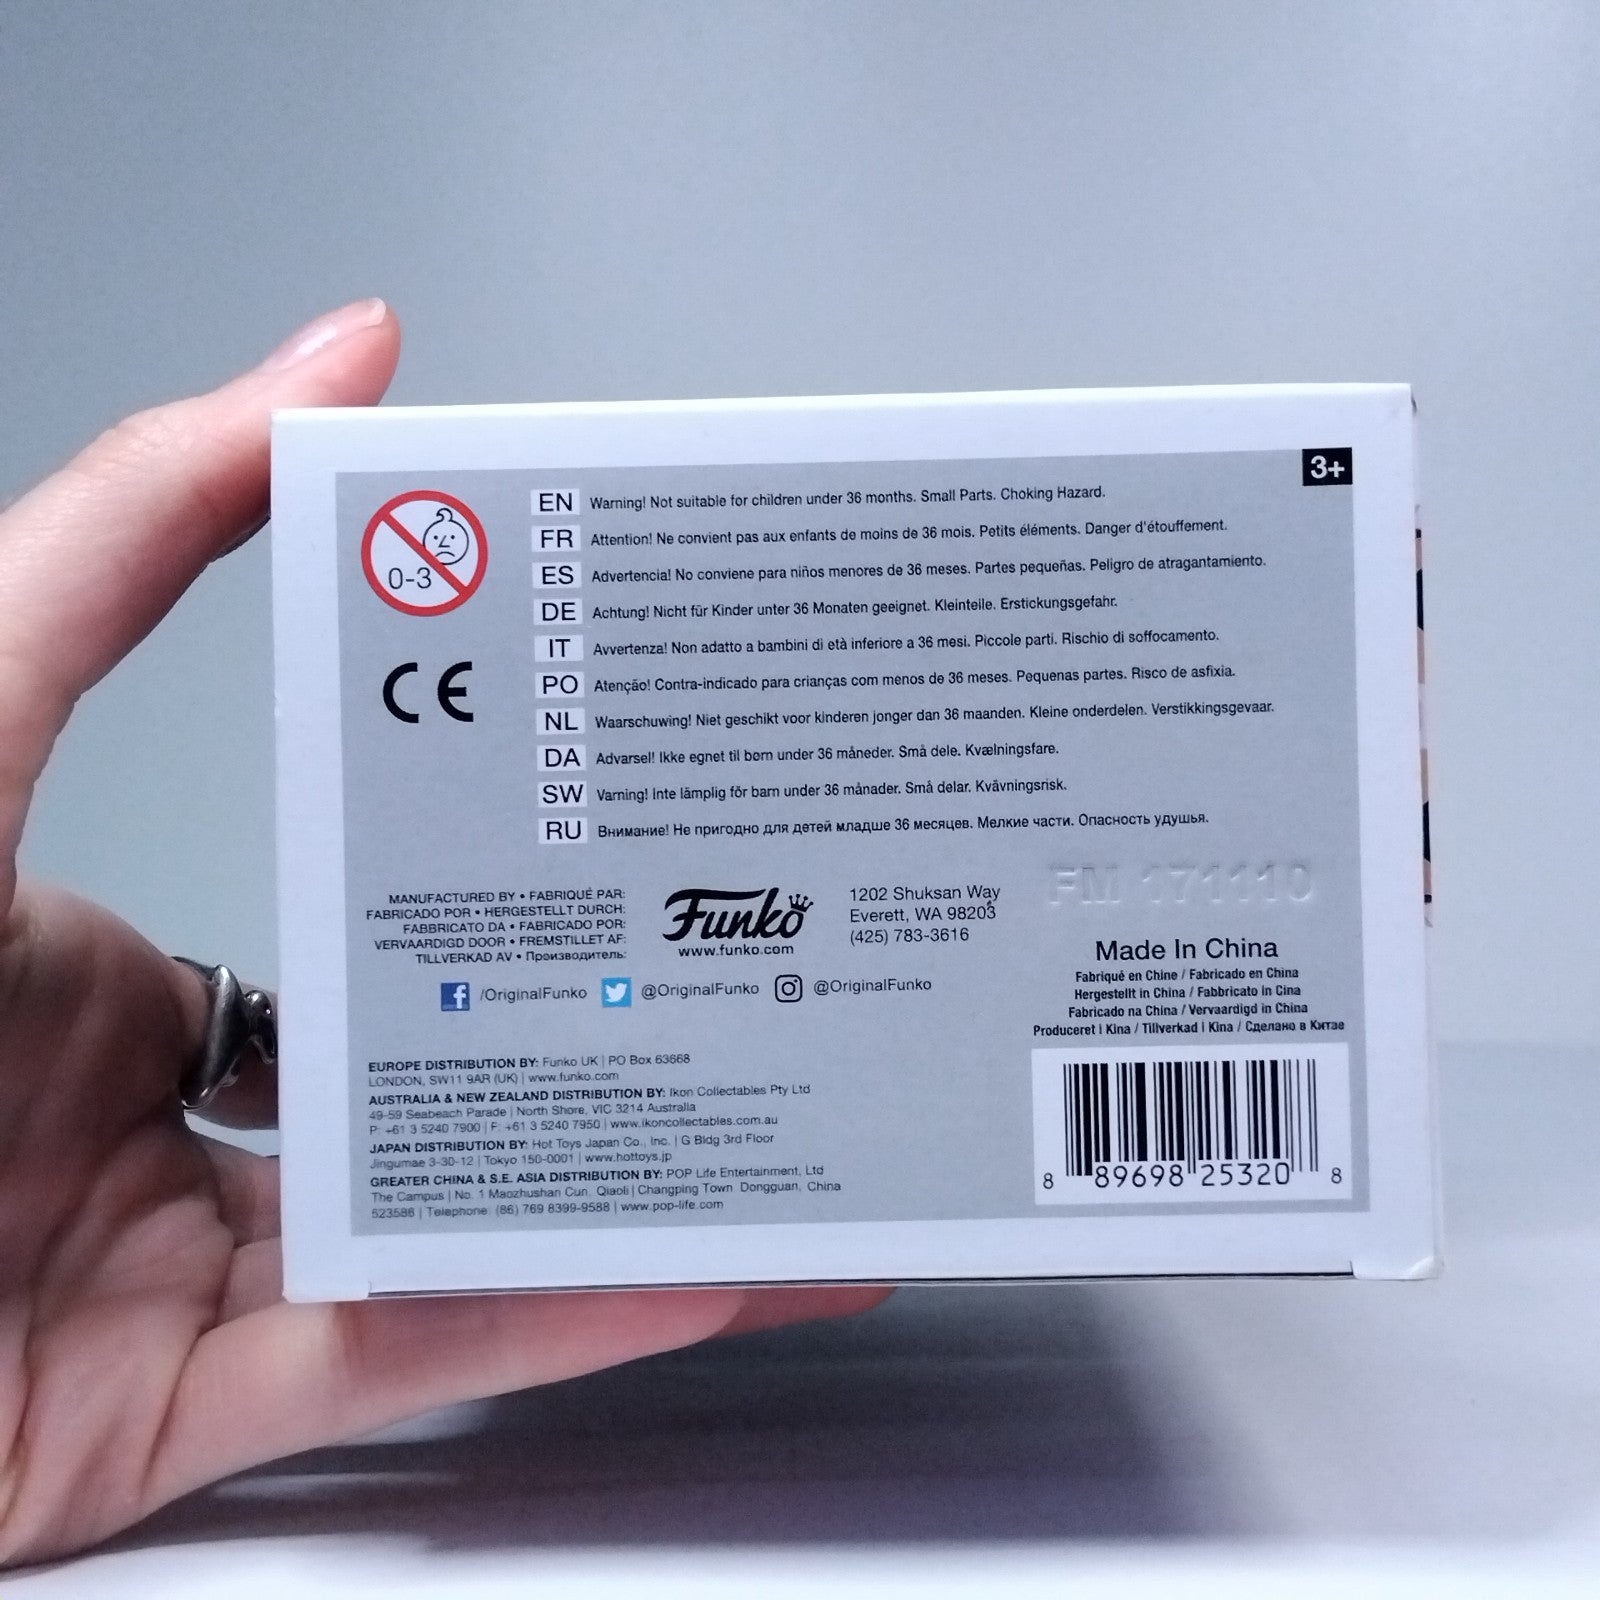 3+
0-3
CE
EN Warning! Not suitable for children under 36 months. Small Parts. Choking Hazard.
FR Attention! Ne convient pas aux enfants de moins de 36 mois. Petits éléments. Danger d'étouffement.
ES Advertencia! No conviene para niños menores de 36 meses. Partes pequeñas. Peligro de atragantamiento.
DE Achtung! Nicht für Kinder unter 36 Monaten geeignet. Kleinteile. Erstickungsgefahr.
IT Avvertenza! Non adatto a bambini di età inferiore a 36 mesi. Piccole parti. Rischio di soffocamento.
PO Atenção! Contra-indicado para crianças com menos de 36 meses. Pequenas partes. Risco de asfixia.
NL Waarschuwing! Niet geschikt voor kinderen jonger dan 36 maanden. Kleine onderdelen. Verstikkingsgevaar.
DA Advarsel! Ikke egnet til børn under 36 måneder. Små dele. Kvælningsfare.
SW Varning! Inte lämplig för barn under 36 månader. Små delar. Kvävningsrisk.
RU Внимание! Не пригодно для детей младше 36 месяцев. Мелкие части. Опасность удушья.
MANUFACTURED BY • FABRIQUÉ PAR:
FABRICADO POR • HERGESTELLT DURCH:
FABBRICATO DA • FABRICADO POR:
VERVAARDIGD DOOR • FREMSTILLET AF:
TILLVERKAD AV • Производитель:
Funko
www.funko.com
1202 Shuksan Way
Everett, WA 98203
(425) 783-3616
/OriginalFunko @OriginalFunko @OriginalFunko
FM 171110
Made In China
Fabriqué en Chine / Fabricado en China
Hergestellt in China / Fabbricato in Cina
Fabricado na China / Vervaardigd in China
Produceret i Kina / Tillverkad i Kina / Сделано в Китае
EUROPE DISTRIBUTION BY: Funko UK | PO Box 63668
LONDON, SW11 9AR (UK) | www.funko.com
AUSTRALIA & NEW ZEALAND DISTRIBUTION BY: Ikon Collectables Pty Ltd
49-59 Seabeach Parade | North Shore, VIC 3214 Australia
P: +61 3 5240 7900 | F: +61 3 5240 7950 | www.ikoncollectables.com.au
JAPAN DISTRIBUTION BY: Hot Toys Japan Co., Inc. | G Bldg 3rd Floor
Jingumae 3-30-12 | Tokyo 150-0001 | www.hottoys.jp
GREATER CHINA & S.E. ASIA DISTRIBUTION BY: POP Life Entertainment, Ltd
The Campus | No. 1 Maozhushan Cun, Qiaoli | Changping Town Dongguan, China
523586 | Telephone: (86) 769 8399-9588 | www.pop-life.com
8 89698 25320 8